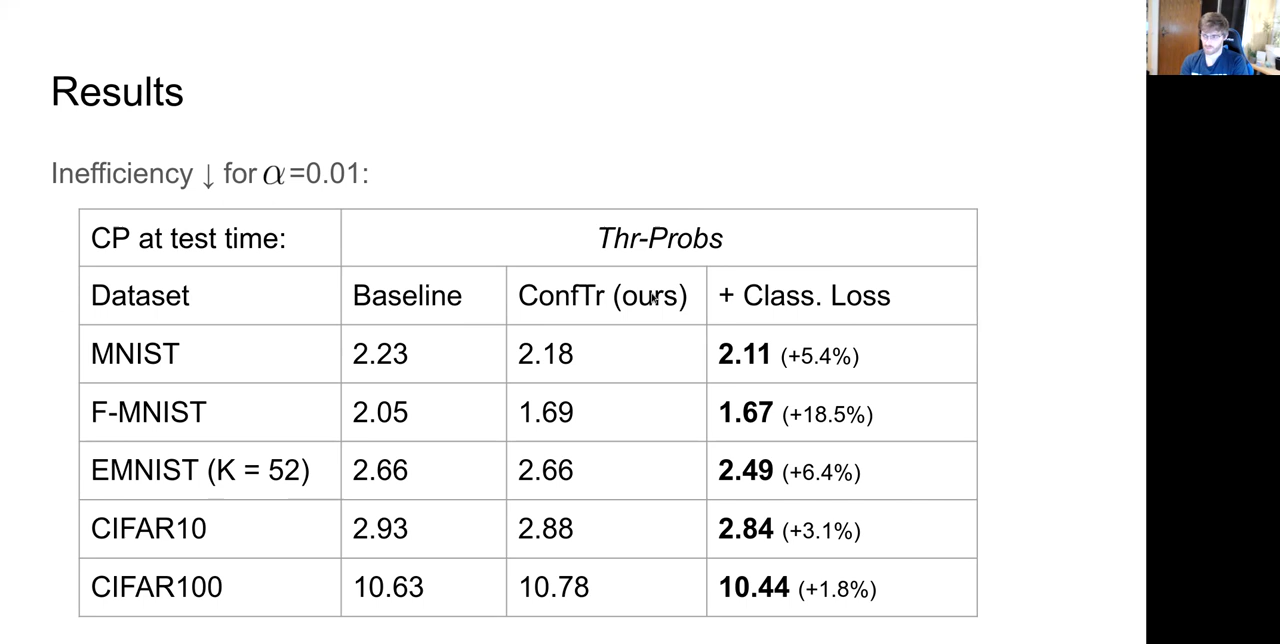 Results
Inefficiency ↓ for α=0.01:
CP at test time: Thr-Probs
Dataset Baseline ConfTr (ours) + Class. Loss
MNIST 2.23 2.18 2.11 (+5.4%)
F-MNIST 2.05 1.69 1.67 (+18.5%)
EMNIST (K = 52) 2.66 2.66 2.49 (+6.4%)
CIFAR10 2.93 2.88 2.84 (+3.1%)
CIFAR100 10.63 10.78 10.44 (+1.8%)